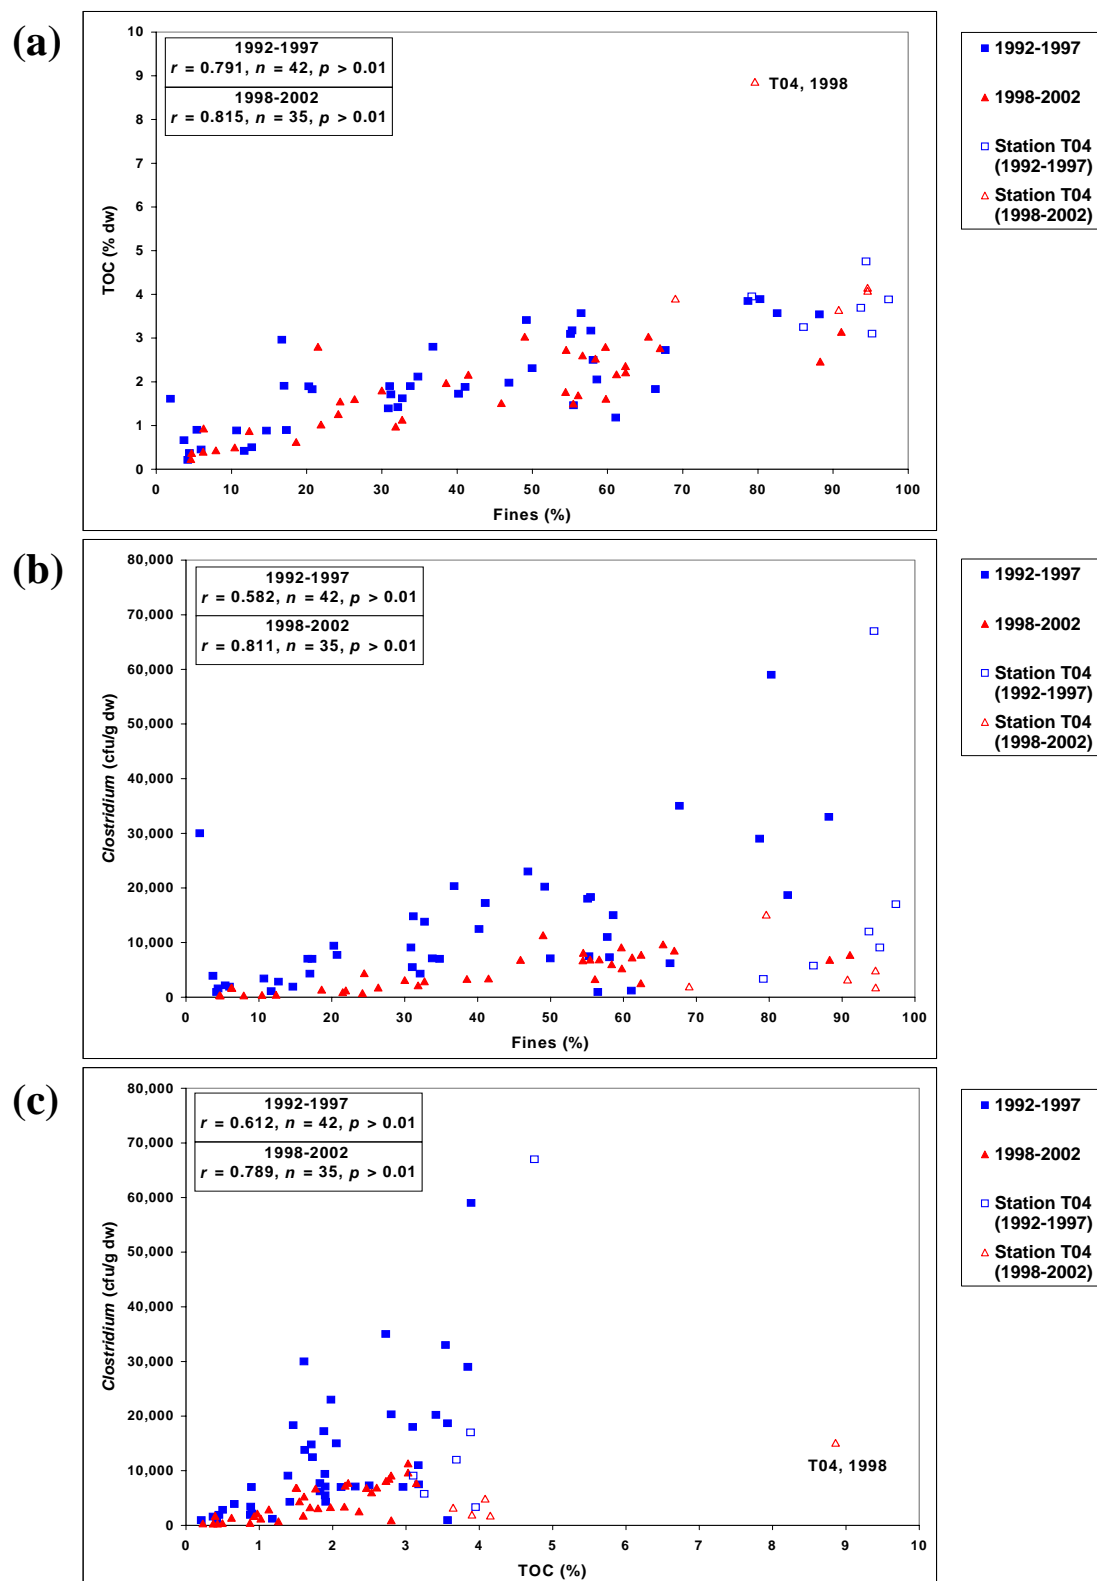 (a)
1992-1997
r = 0.791, n = 42, p > 0.01
1998-2002
r = 0.815, n = 35, p > 0.01
T04, 1998
10
9
8
7
6
5
4
3
2
1
0
TOC (% dw)
0 10 20 30 40 50 60 70 80 90 100
Fines (%)
1992-1997
1998-2002
Station T04
(1992-1997)
Station T04
(1998-2002)
(b)
1992-1997
r = 0.582, n = 42, p > 0.01
1998-2002
r = 0.811, n = 35, p > 0.01
80,000
70,000
60,000
50,000
40,000
30,000
20,000
10,000
0
Clostridium (cfu/g dw)
0 10 20 30 40 50 60 70 80 90 100
Fines (%)
1992-1997
1998-2002
Station T04
(1992-1997)
Station T04
(1998-2002)
(c)
1992-1997
r = 0.612, n = 42, p > 0.01
1998-2002
r = 0.789, n = 35, p > 0.01
80,000
70,000
60,000
50,000
40,000
30,000
20,000
10,000
0
Clostridium (cfu/g dw)
T04, 1998
0 1 2 3 4 5 6 7 8 9 10
TOC (%)
1992-1997
1998-2002
Station T04
(1992-1997)
Station T04
(1998-2002)